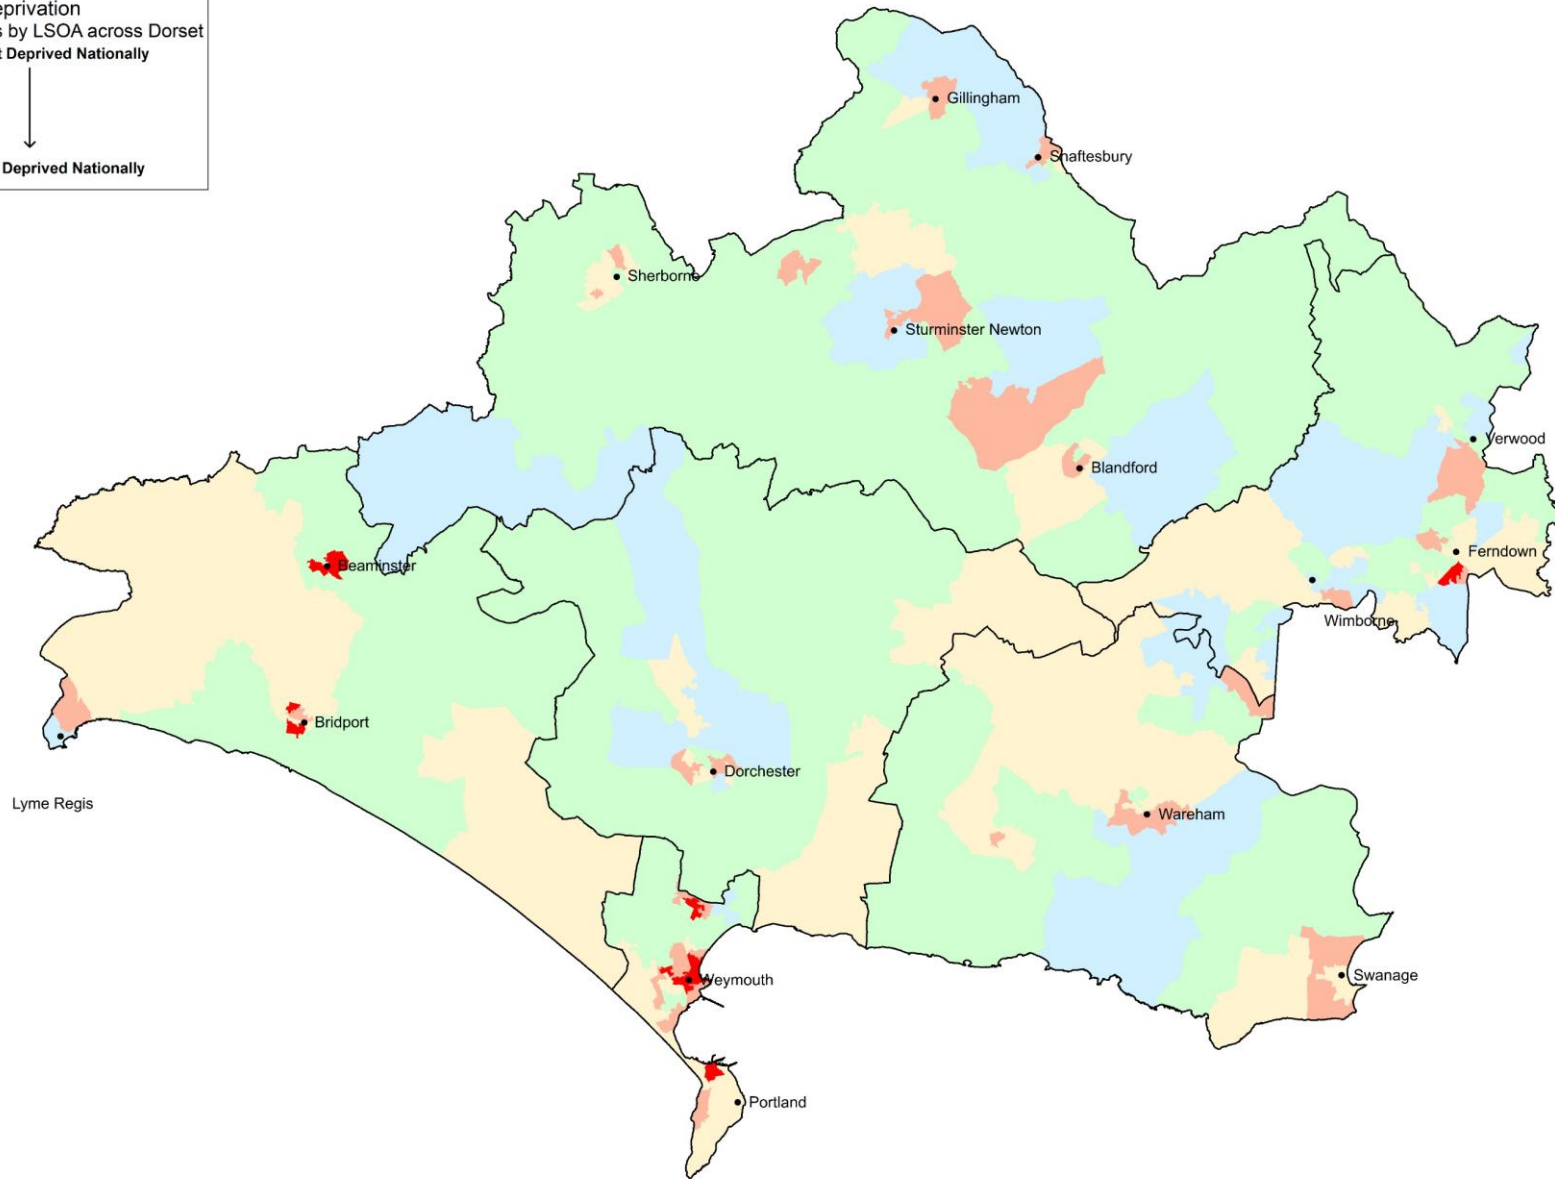 s by LSOA across Dorset
Deprived Nationally
Deprived Nationally
Gillingham
Shaftesbury
Sherborne
Sturminster Newton
Verwood
Blandford
Ferndown
Beaminster
Wimborne
Bridport
Dorchester
Lyme Regis
Wareham
Swanage
Weymouth
Portland